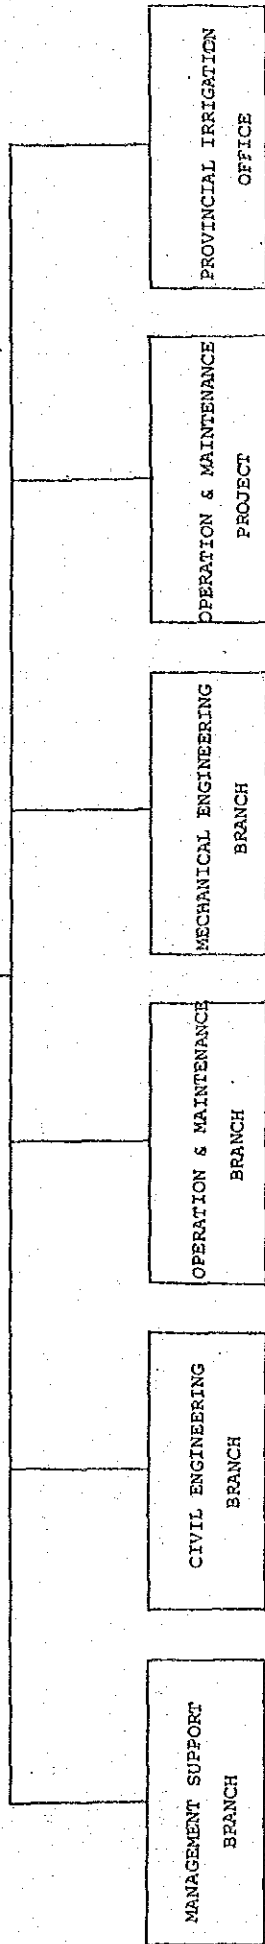 MANAGEMENT SUPPORT
BRANCH
CIVIL ENGINEERING
BRANCH
OPERATION & MAINTENANCE
BRANCH
MECHANICAL ENGINEERING
BRANCH
OPERATION & MAINTENANCE
PROJECT
PROVINCIAL IRRIGATION
OFFICE